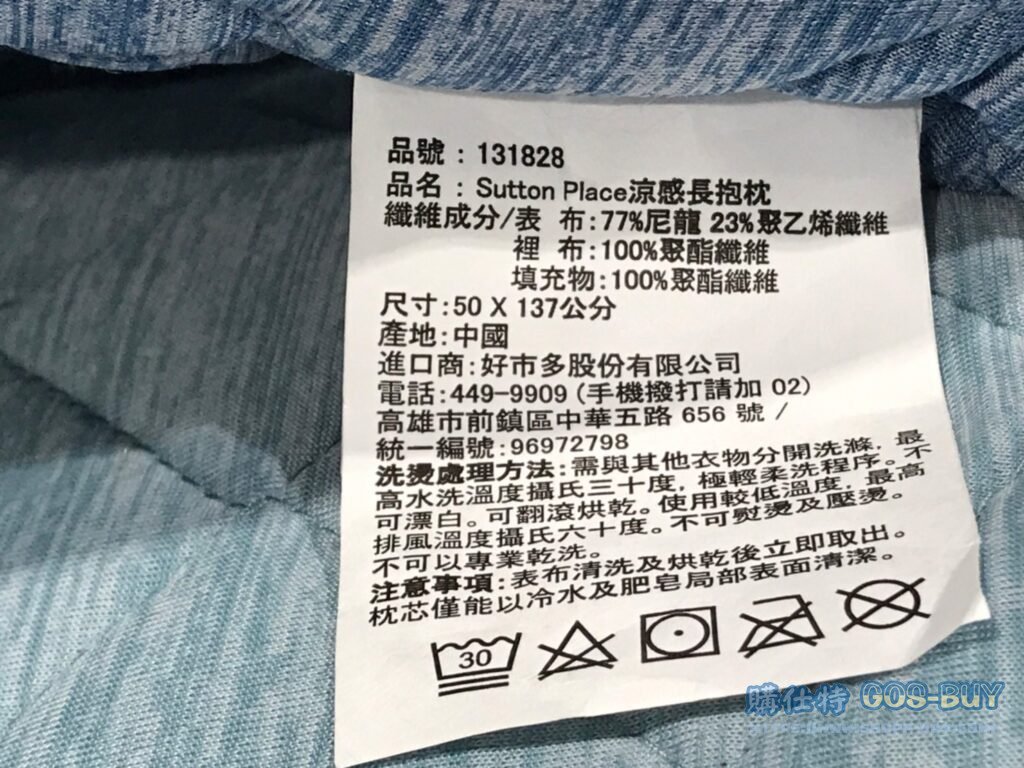 品號：131828
品名：Sutton Place涼感長抱枕
纖維成分/表 布:77%尼龍 23%聚乙烯纖維
裡 布:100%聚酯纖維
填充物:100%聚酯纖維
尺寸:50 X 137公分
產地:中國
進口商:好市多股份有限公司
電話:449-9909 (手機撥打請加 02)
高雄市前鎮區中華五路 656 號 /
統一編號:96972798
洗燙處理方法:需與其他衣物分開洗滌，最
高水洗溫度攝氏三十度，極輕柔洗程序。不
可漂白。可翻滾烘乾。使用較低溫度，最高
排風溫度攝氏六十度。不可熨燙及壓燙。
不可以專業乾洗。
注意事項:表布清洗及烘乾後立即取出。
枕芯僅能以冷水及肥皂局部表面清潔。
30
購仕特 GOS-BUY